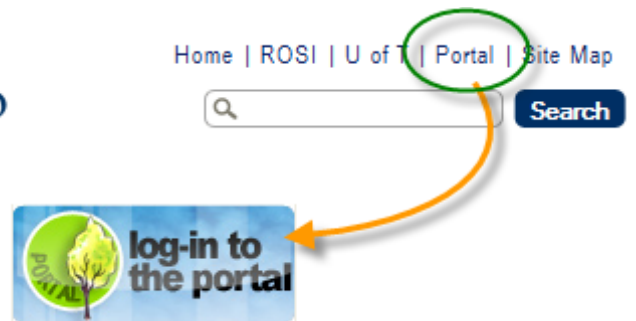 Home | ROSI | U of T | Portal | Site Map
Search
PORTAL
log-in to
the portal